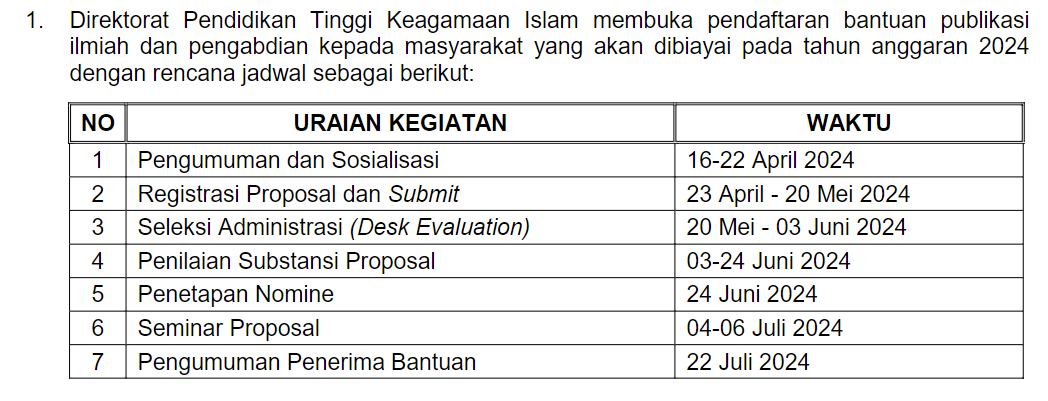 1. Direktorat Pendidikan Tinggi Keagamaan Islam membuka pendaftaran bantuan publikasi
ilmiah dan pengabdian kepada masyarakat yang akan dibiayai pada tahun anggaran 2024
dengan rencana jadwal sebagai berikut:
NO URAIAN KEGIATAN WAKTU
1 Pengumuman dan Sosialisasi 16-22 April 2024
2 Registrasi Proposal dan Submit 23 April - 20 Mei 2024
3 Seleksi Administrasi (Desk Evaluation) 20 Mei - 03 Juni 2024
4 Penilaian Substansi Proposal 03-24 Juni 2024
5 Penetapan Nomine 24 Juni 2024
6 Seminar Proposal 04-06 Juli 2024
7 Pengumuman Penerima Bantuan 22 Juli 2024